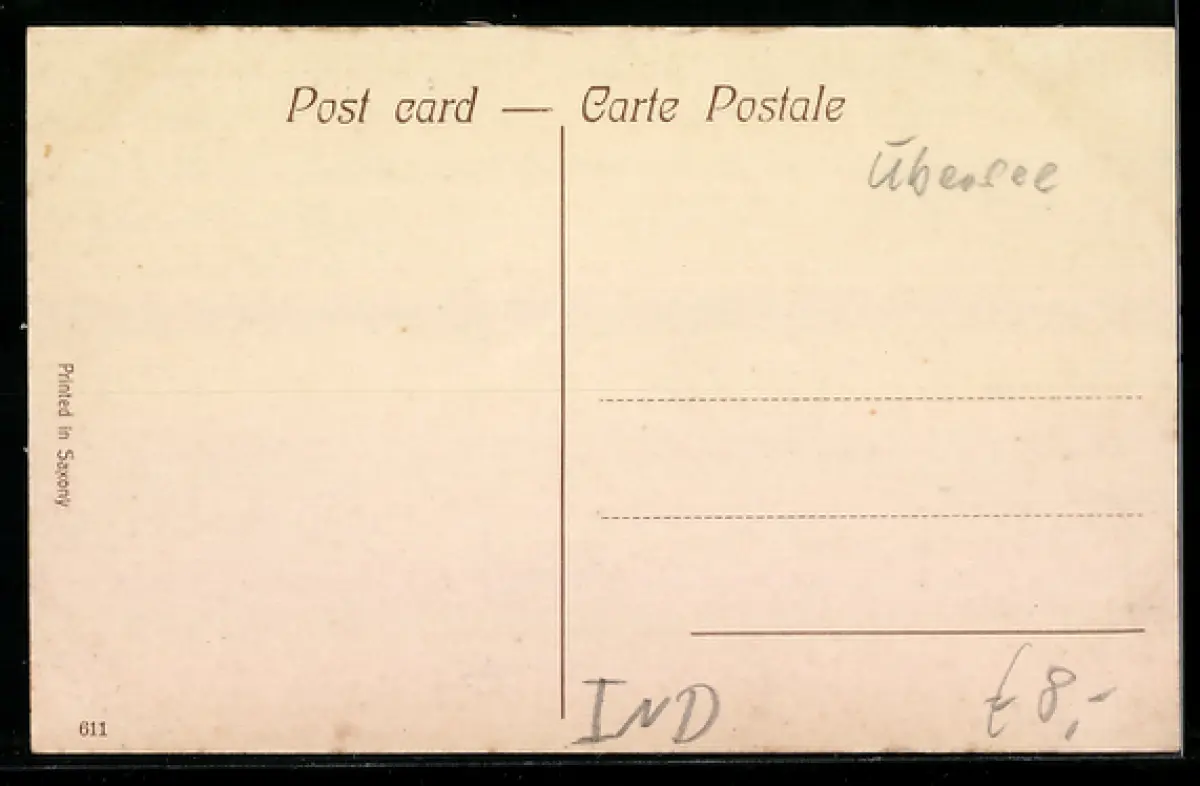 Post card — Carte Postale
Übersee
Printed in Saxony
611
IND
€ 8,-